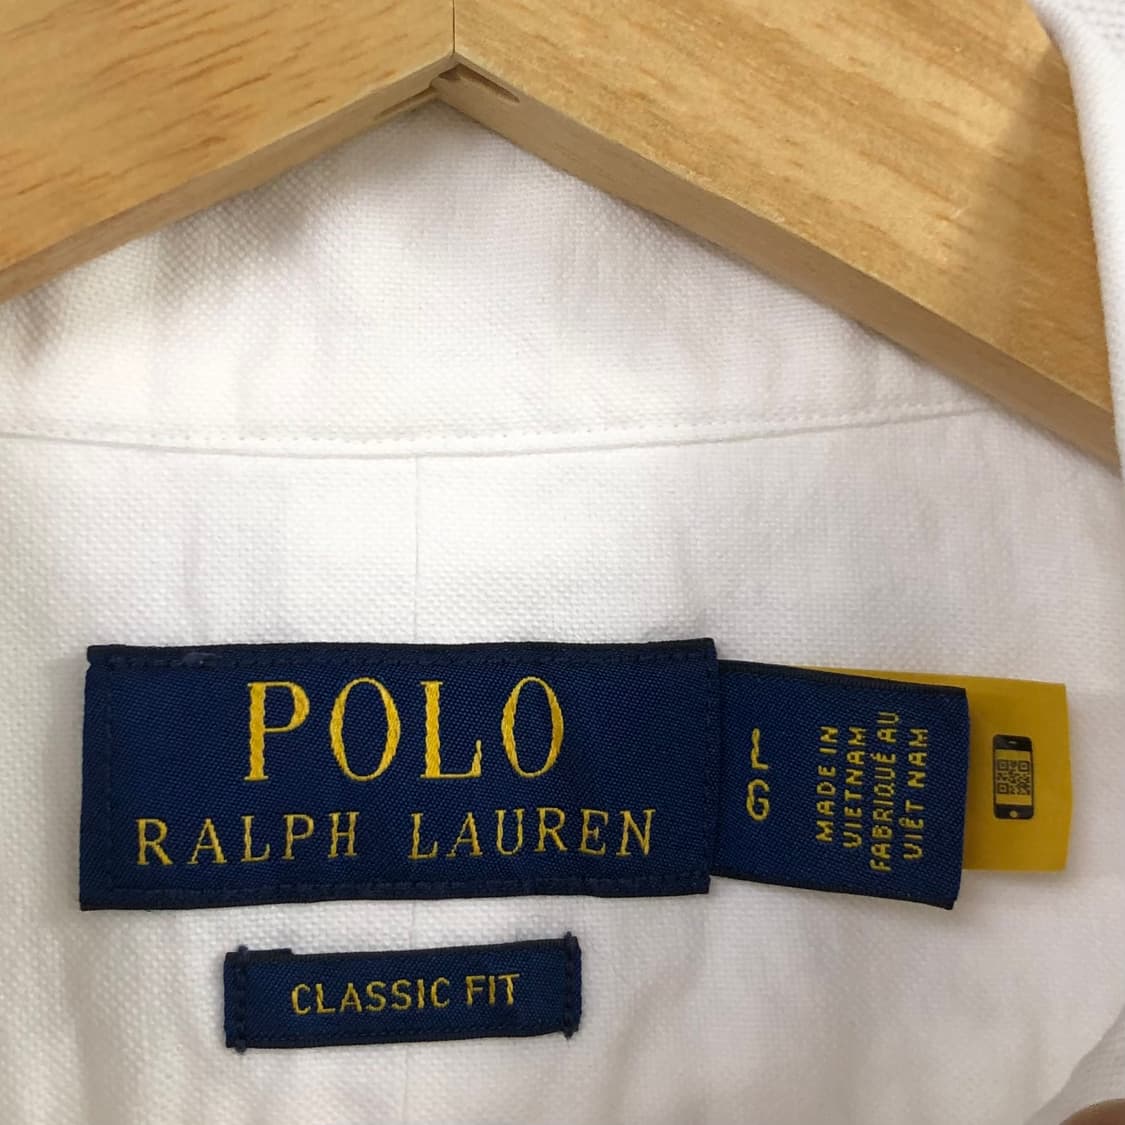 POLO
RALPH LAUREN
L
G
MADE IN
VIETNAM
FABRIQUÉ AU
VIÊT NAM
CLASSIC FIT